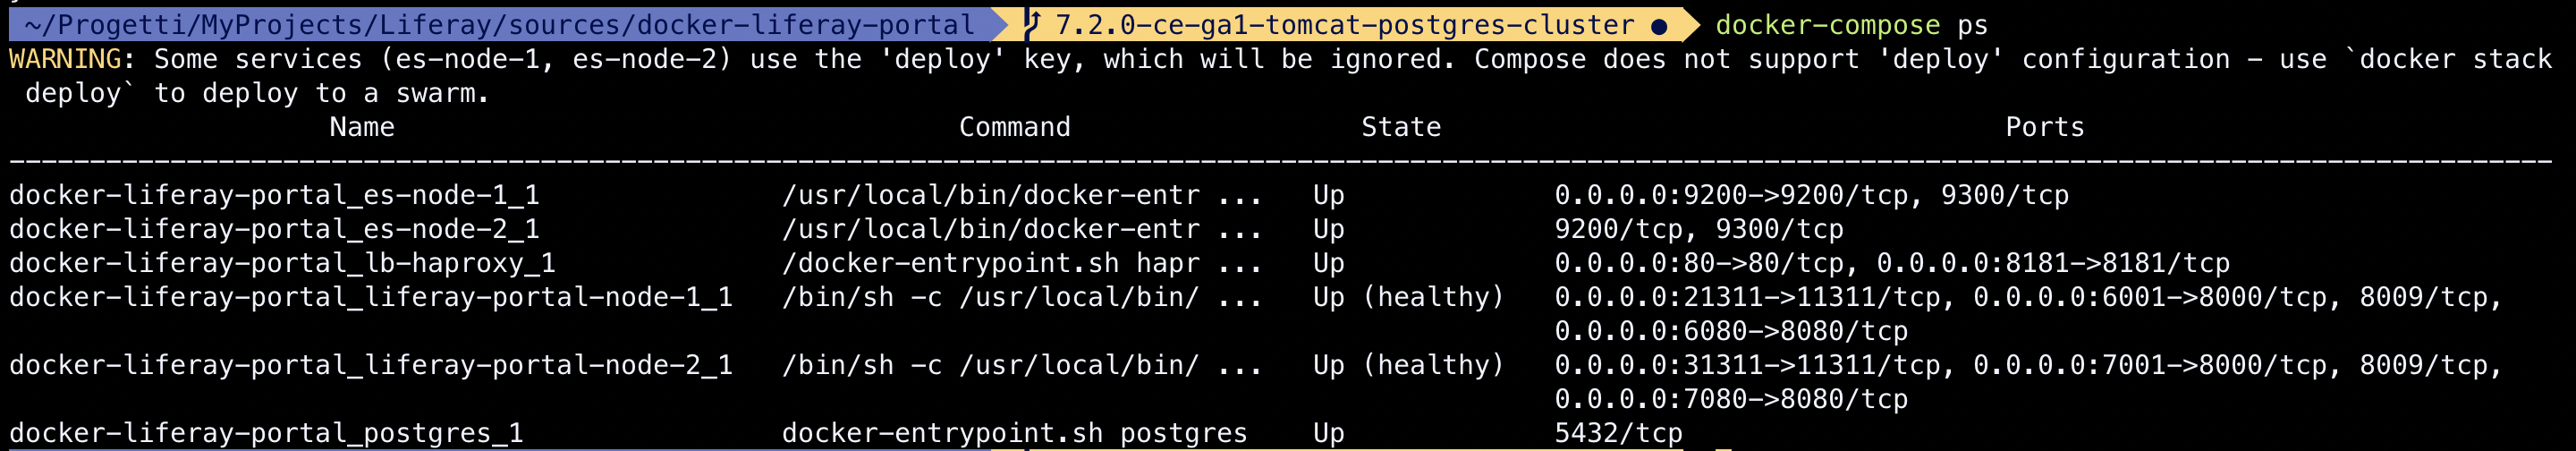 ~/Progetti/MyProjects/Liferay/sources/docker-liferay-portal 7.2.0-ce-ga1-tomcat-postgres-cluster ● docker-compose ps
WARNING: Some services (es-node-1, es-node-2) use the 'deploy' key, which will be ignored. Compose does not support 'deploy' configuration - use `docker stack
deploy` to deploy to a swarm.
Name Command State Ports
------------------------------------------------------------------------------------------------------------------------------------------------------
docker-liferay-portal_es-node-1_1 /usr/local/bin/docker-entr ... Up 0.0.0.0:9200->9200/tcp, 9300/tcp
docker-liferay-portal_es-node-2_1 /usr/local/bin/docker-entr ... Up 9200/tcp, 9300/tcp
docker-liferay-portal_lb-haproxy_1 /docker-entrypoint.sh hapr ... Up 0.0.0.0:80->80/tcp, 0.0.0.0:8181->8181/tcp
docker-liferay-portal_liferay-portal-node-1_1 /bin/sh -c /usr/local/bin/ ... Up (healthy) 0.0.0.0:21311->11311/tcp, 0.0.0.0:6001->8000/tcp, 8009/tcp,
0.0.0.0:6080->8080/tcp
docker-liferay-portal_liferay-portal-node-2_1 /bin/sh -c /usr/local/bin/ ... Up (healthy) 0.0.0.0:31311->11311/tcp, 0.0.0.0:7001->8000/tcp, 8009/tcp,
0.0.0.0:7080->8080/tcp
docker-liferay-portal_postgres_1 docker-entrypoint.sh postgres Up 5432/tcp